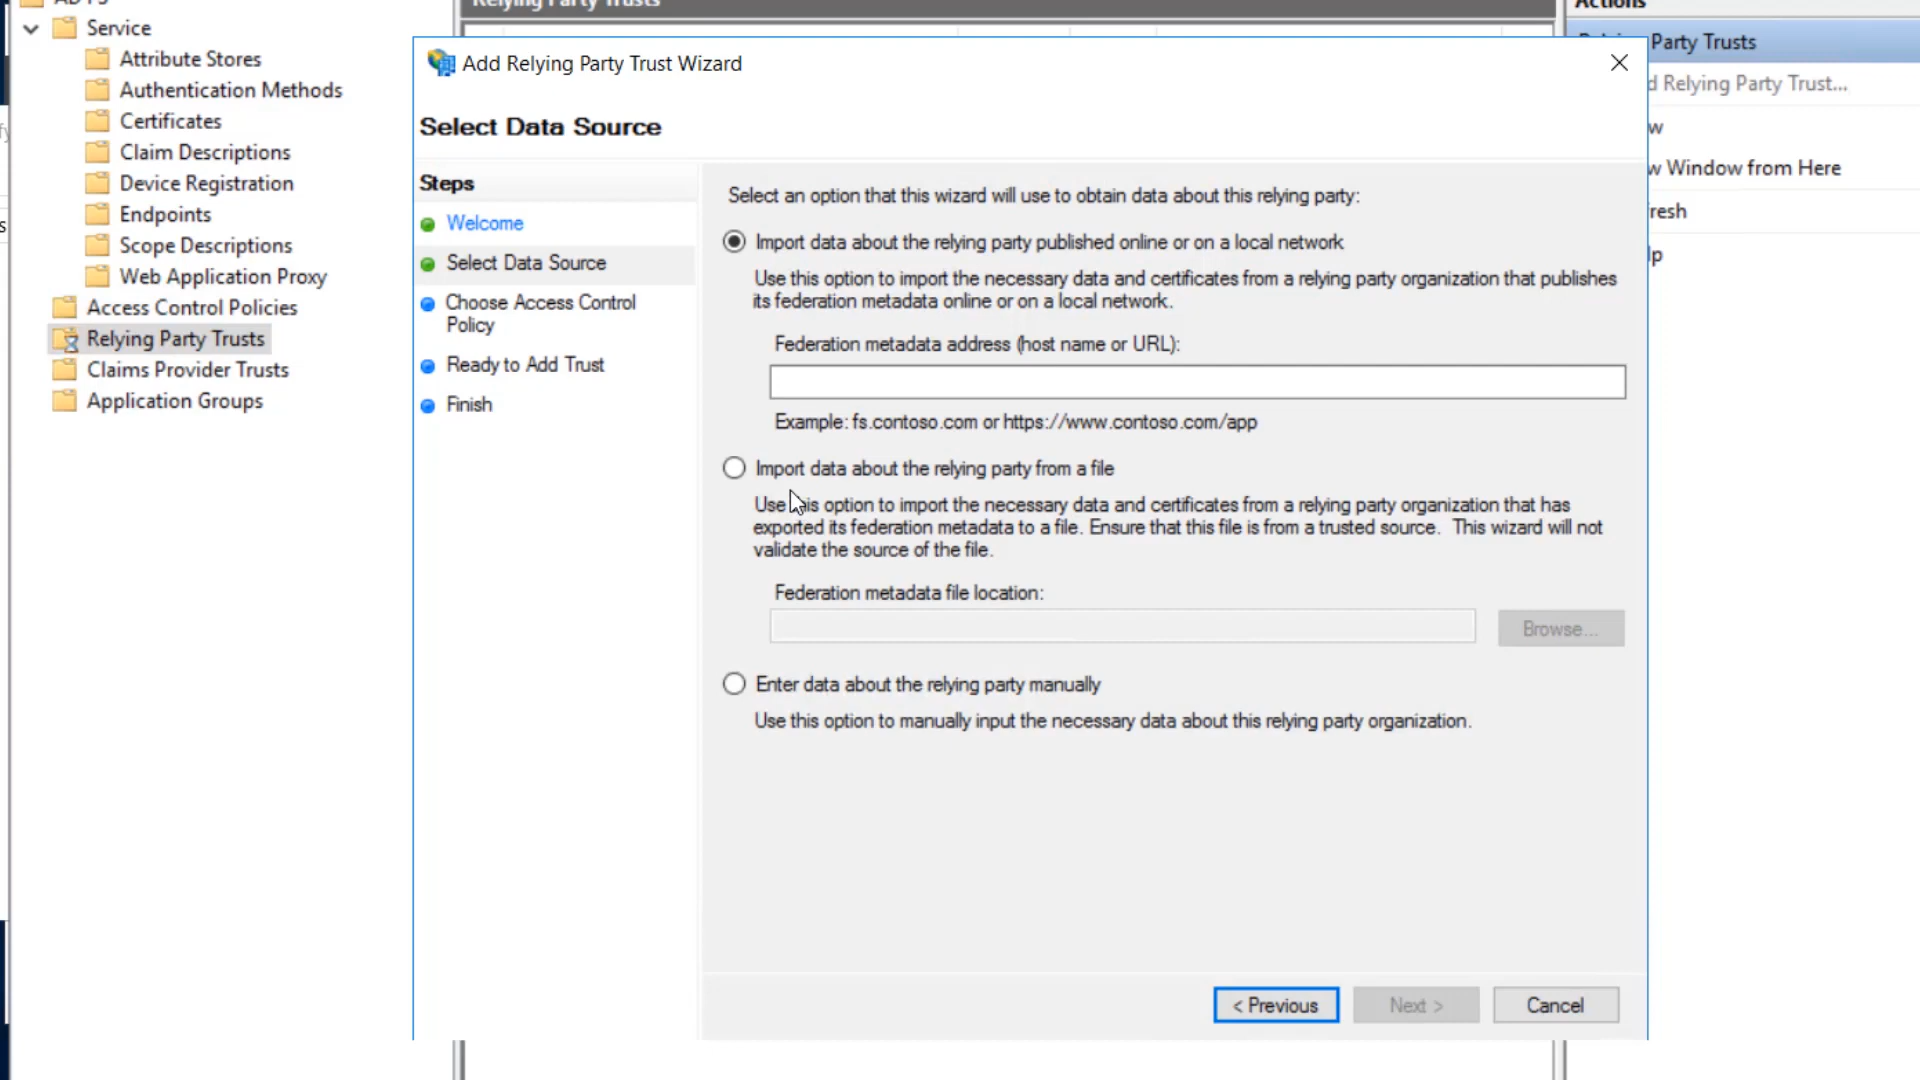 AD FS
Service
Attribute Stores
Authentication Methods
Certificates
Claim Descriptions
Device Registration
Endpoints
Scope Descriptions
Web Application Proxy
Access Control Policies
Relying Party Trusts
Claims Provider Trusts
Application Groups
Relying Party Trusts
Add Relying Party Trust Wizard
Select Data Source
Steps
Welcome
Select Data Source
Choose Access Control
Policy
Ready to Add Trust
Finish
Select an option that this wizard will use to obtain data about this relying party:
Import data about the relying party published online or on a local network
Use this option to import the necessary data and certificates from a relying party organization that publishes
its federation metadata online or on a local network.
Federation metadata address (host name or URL):
Example: fs.contoso.com or https://www.contoso.com/app
Import data about the relying party from a file
Use this option to import the necessary data and certificates from a relying party organization that has
exported its federation metadata to a file. Ensure that this file is from a trusted source.  This wizard will not
validate the source of the file.
Federation metadata file location:
Browse...
Enter data about the relying party manually
Use this option to manually input the necessary data about this relying party organization.
< Previous
Next >
Cancel
Actions
Party Trusts
d Relying Party Trust...
w
w Window from Here
resh
lp